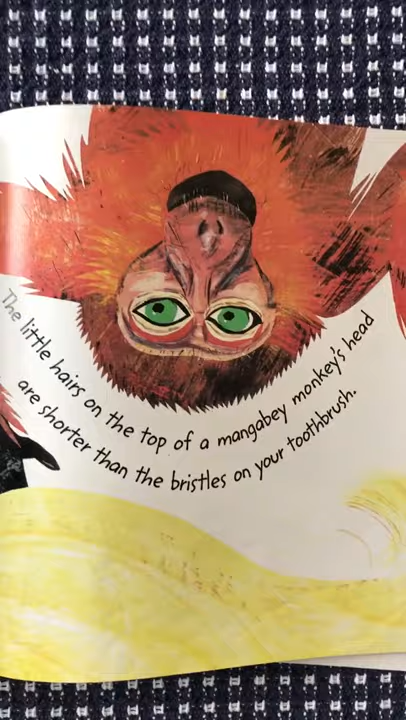 The little hairs on the top of a mangabey monkey's head
are shorter than the bristles on your toothbrush.